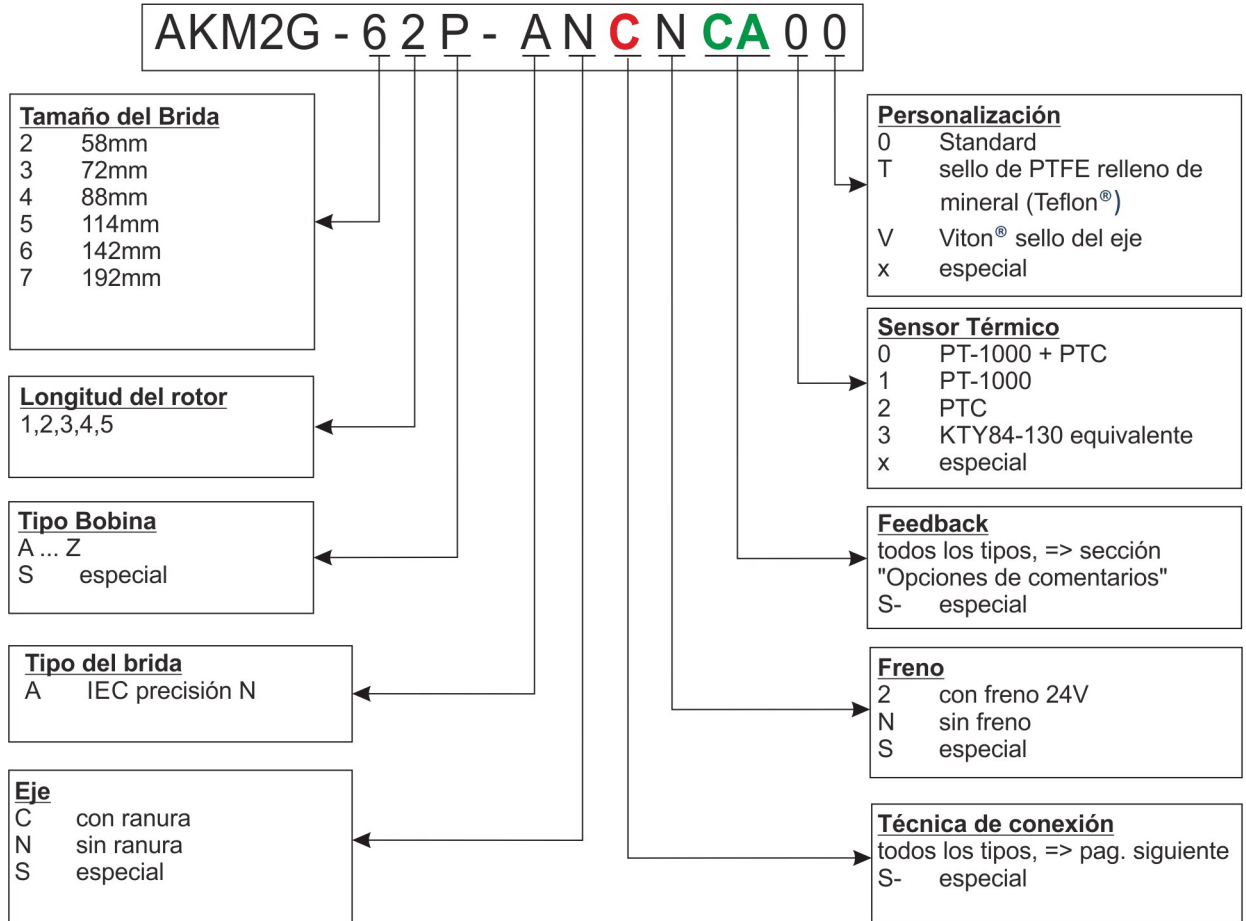 AKM2G - 6 2 P - A N C N CA 0 0
Tamaño del Brida
2 58mm
3 72mm
4 88mm
5 114mm
6 142mm
7 192mm
Longitud del rotor
1,2,3,4,5
Tipo Bobina
A ... Z
S especial
Tipo del brida
A IEC precisión N
Eje
C con ranura
N sin ranura
S especial
Personalización
0 Standard
T sello de PTFE relleno de
mineral (Teflon®)
V Viton® sello del eje
x especial
Sensor Térmico
0 PT-1000 + PTC
1 PT-1000
2 PTC
3 KTY84-130 equivalente
x especial
Feedback
todos los tipos, => sección
"Opciones de comentarios"
S- especial
Freno
2 con freno 24V
N sin freno
S especial
Técnica de conexión
todos los tipos, => pag. siguiente
S- especial